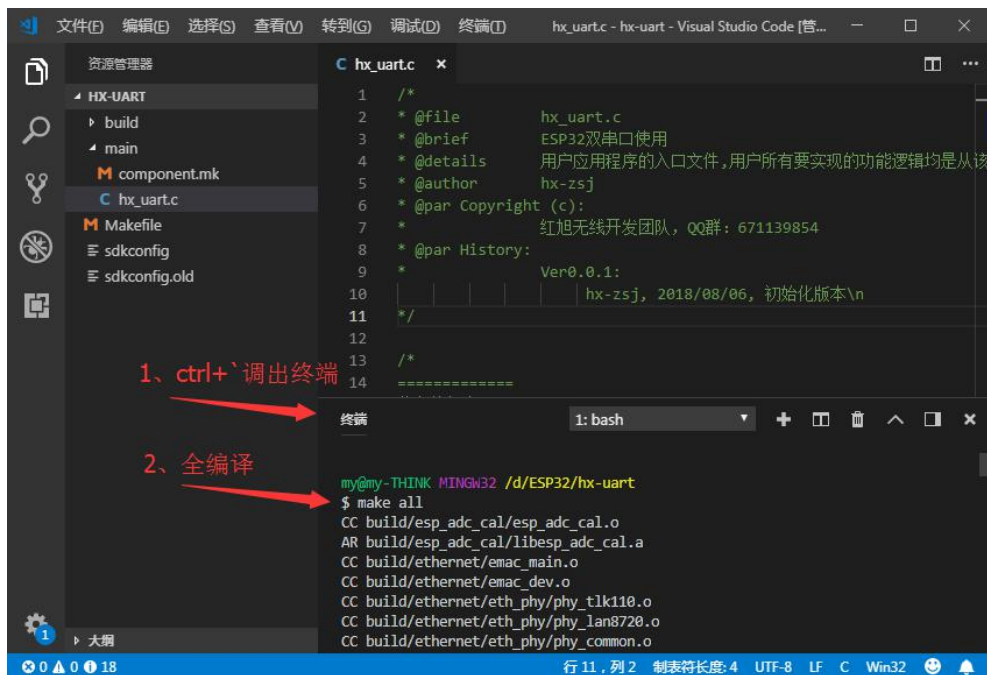 文件(F) 编辑(E) 选择(S) 查看(V) 转到(G) 调试(D) 终端(T) hx_uart.c - hx-uart - Visual Studio Code [管...
资源管理器
HX-UART
build
main
M component.mk
C hx_uart.c
M Makefile
sdkconfig
sdkconfig.old
大纲
C hx_uart.c ×
1 /*
2 * @file hx_uart.c
3 * @brief ESP32双串口使用
4 * @details 用户应用程序的入口文件,用户所有要实现的功能逻辑均是从该
5 * @author hx-zsj
6 * @par Copyright (c):
7 * 红旭无线开发团队，QQ群：671139854
8 * @par History:
9 * Ver0.0.1:
10 hx-zsj, 2018/08/06, 初始化版本\n
11 */
12
13 /*
14 =============
1、ctrl+`调出终端
终端 1: bash
2、全编译
my@my-THINK MINGW32 /d/ESP32/hx-uart
$ make all
CC build/esp_adc_cal/esp_adc_cal.o
AR build/esp_adc_cal/libesp_adc_cal.a
CC build/ethernet/emac_main.o
CC build/ethernet/emac_dev.o
CC build/ethernet/eth_phy/phy_tlk110.o
CC build/ethernet/eth_phy/phy_lan8720.o
CC build/ethernet/eth_phy/phy_common.o
1
0 0 18 行 11，列 2 制表符长度: 4 UTF-8 LF C Win32